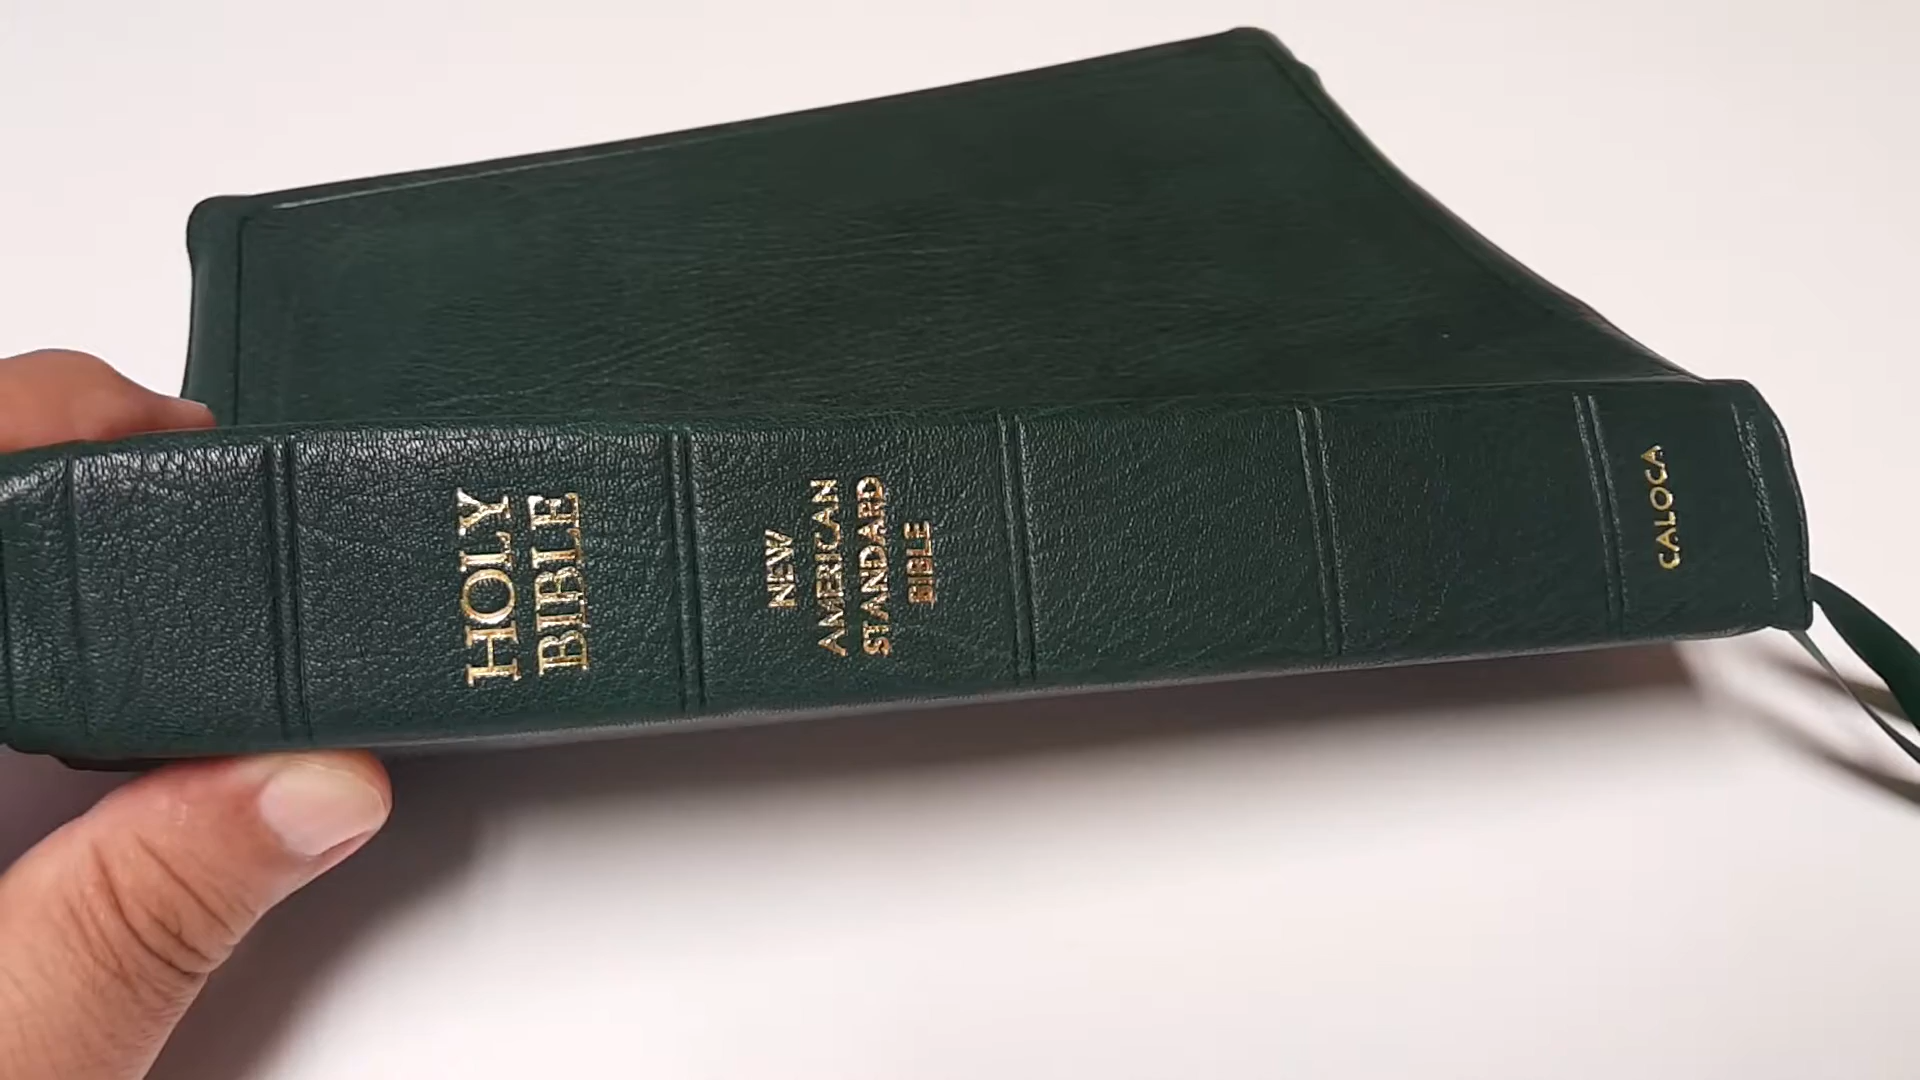 HOLY
BIBLE
NEW
AMERICAN
STANDARD
BIBLE
CALOCA